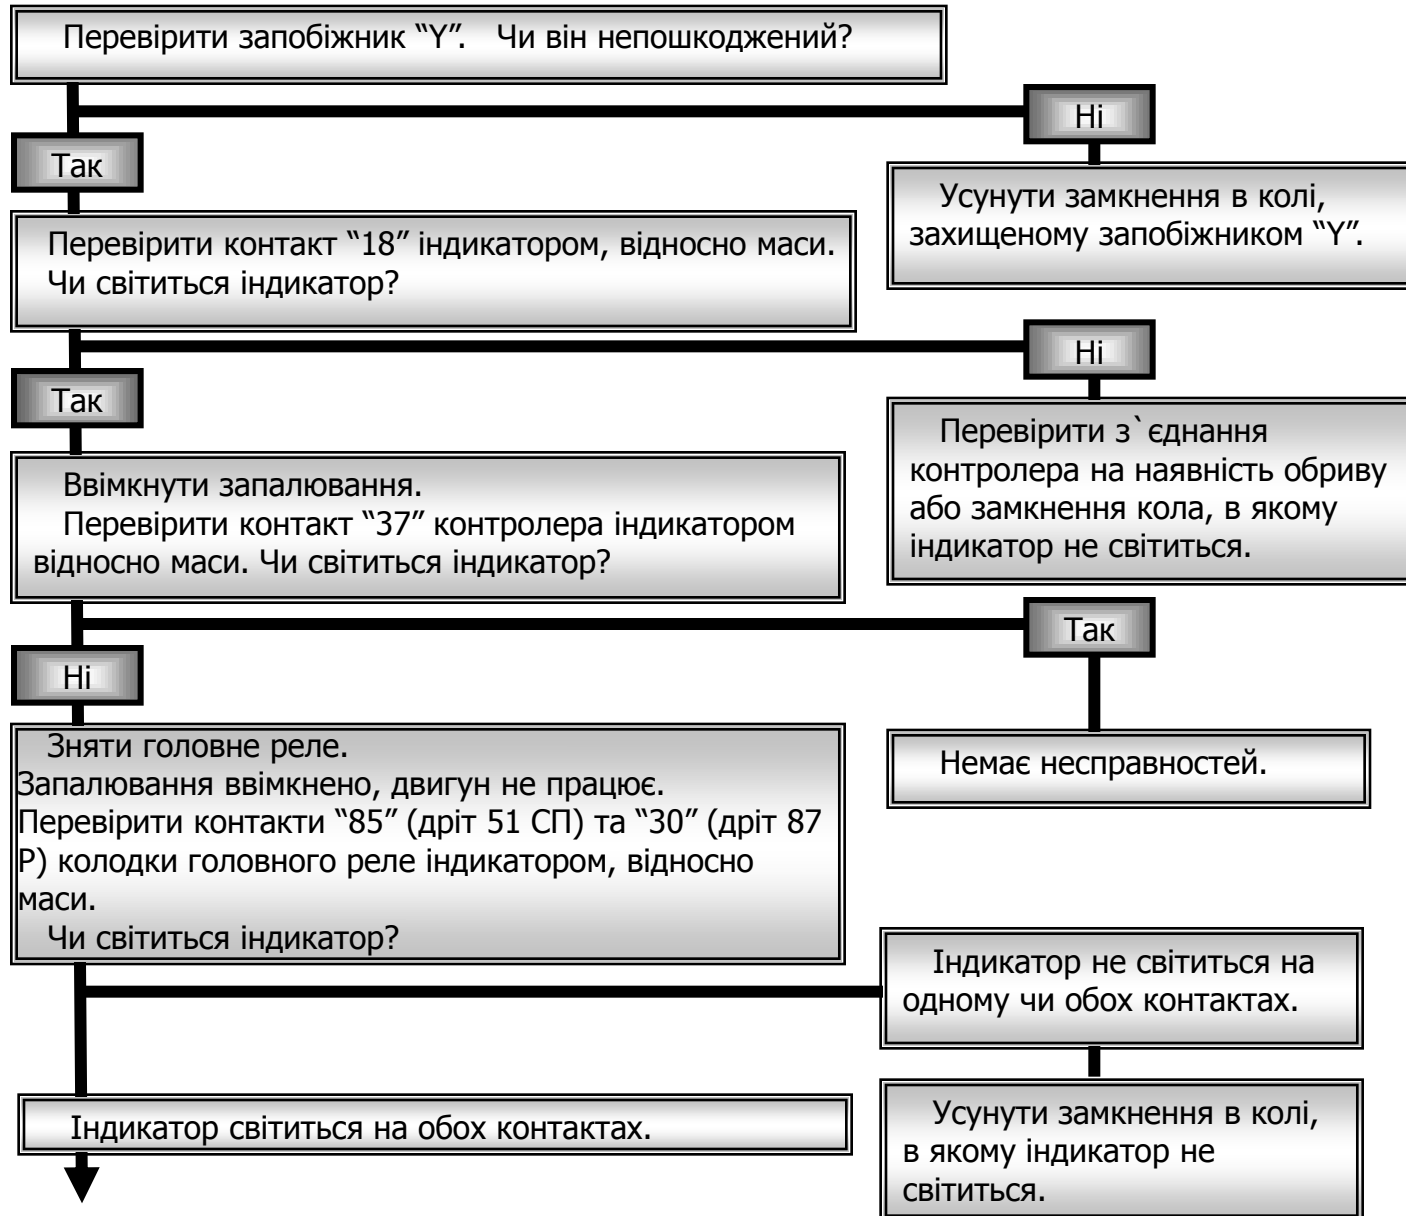 Перевірити запобіжник “Y”. Чи він непошкоджений?
Ні
Так
Усунути замкнення в колі,
захищеному запобіжником “Y”.
Перевірити контакт “18” індикатором, відносно маси.
Чи світиться індикатор?
Ні
Так
Перевірити з`єднання
контролера на наявність обриву
або замкнення кола, в якому
індикатор не світиться.
Ввімкнути запалювання.
Перевірити контакт “37” контролера індикатором
відносно маси. Чи світиться індикатор?
Так
Ні
Немає несправностей.
Зняти головне реле.
Запалювання ввімкнено, двигун не працює.
Перевірити контакти “85” (дріт 51 СП) та “30” (дріт 87
Р) колодки головного реле індикатором, відносно
маси.
Чи світиться індикатор?
Індикатор не світиться на
одному чи обох контактах.
Індикатор світиться на обох контактах.
Усунути замкнення в колі,
в якому індикатор не
світиться.